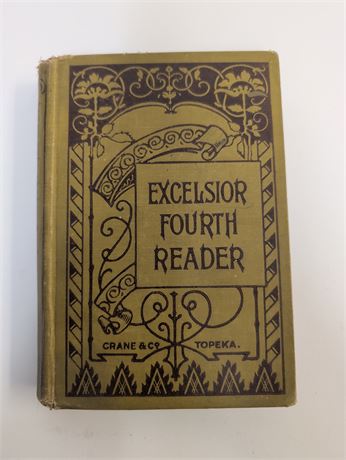 EXCELSIOR
FOURTH
READER
CRANE & CO. TOPEKA.